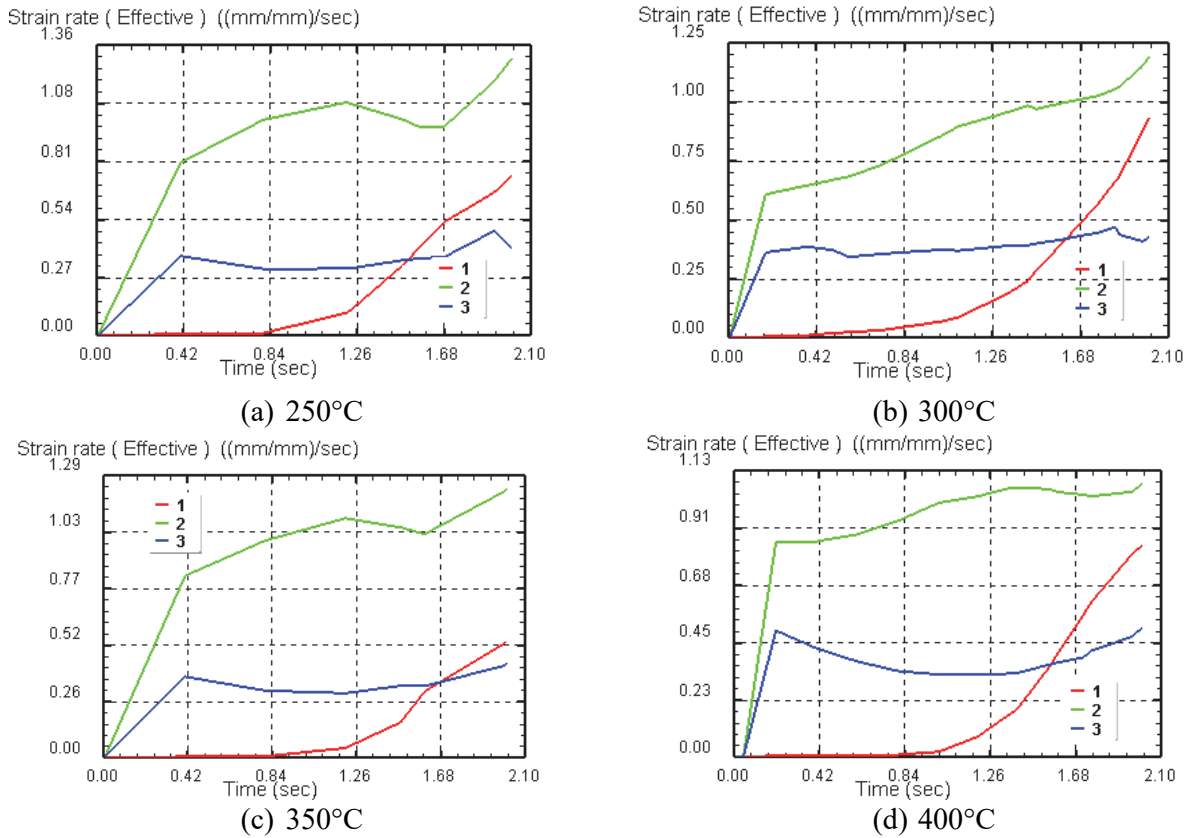 Strain rate ( Effective ) ((mm/mm)/sec)
1.36
1.08
0.81
0.54
0.27
0.00
1
2
3
0.00 0.42 0.84 1.26 1.68 2.10
Time (sec)
(a) 250°C
Strain rate ( Effective ) ((mm/mm)/sec)
1.25
1.00
0.75
0.50
0.25
0.00
1
2
3
0.00 0.42 0.84 1.26 1.68 2.10
Time (sec)
(b) 300°C
Strain rate ( Effective ) ((mm/mm)/sec)
1.29
1.03
0.77
0.52
0.26
0.00
1
2
3
0.00 0.42 0.84 1.26 1.68 2.10
Time (sec)
(c) 350°C
Strain rate ( Effective ) ((mm/mm)/sec)
1.13
0.91
0.68
0.45
0.23
0.00
1
2
3
0.00 0.42 0.84 1.26 1.68 2.10
Time (sec)
(d) 400°C